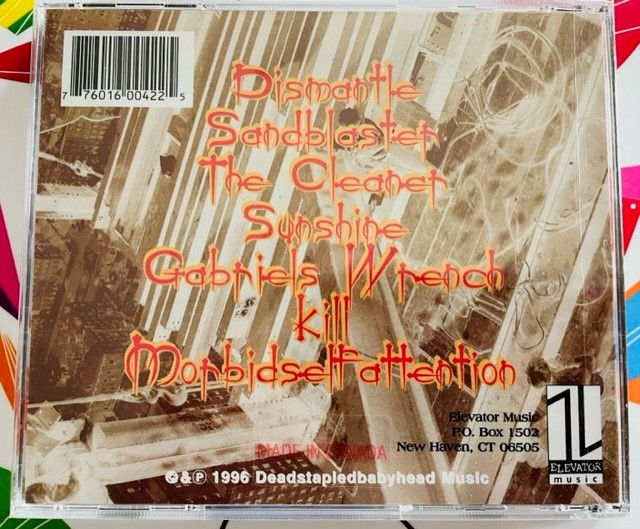 7 76016 00422 5
Dismantle
Sandblaster
The Cleaner
Sunshine
Gabriels Wrench
Kill
Morbidselfattention
Elevator Music
P.O. Box 1502
New Haven, CT 06505
MADE IN CANADA
©&℗ 1996 Deadstapledbabyhead Music
ELEVATOR
music